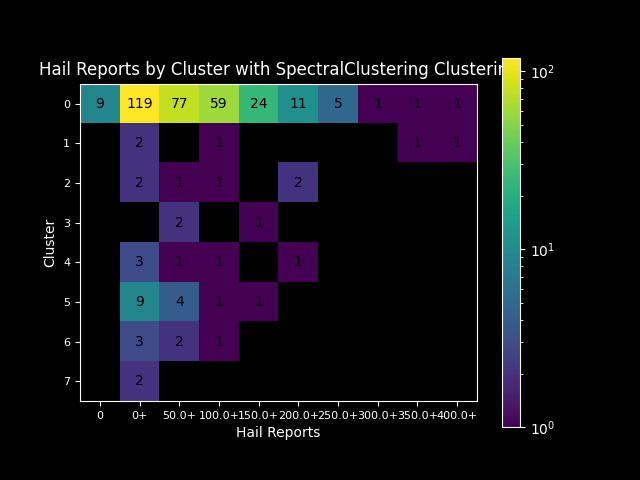 Hail Reports by Cluster with SpectralClustering Clustering
10²
0 9 119 77 59 24 11 5 1 1 1
1 2 1 1 1
2 2 1 1 2
10¹
3 2 1
Cluster
4 3 1 1 1
5 9 4 1 1
6 3 2 1
7 2
10⁰
0 0+ 50.0+ 100.0+ 150.0+ 200.0+ 250.0+ 300.0+ 350.0+ 400.0+
Hail Reports